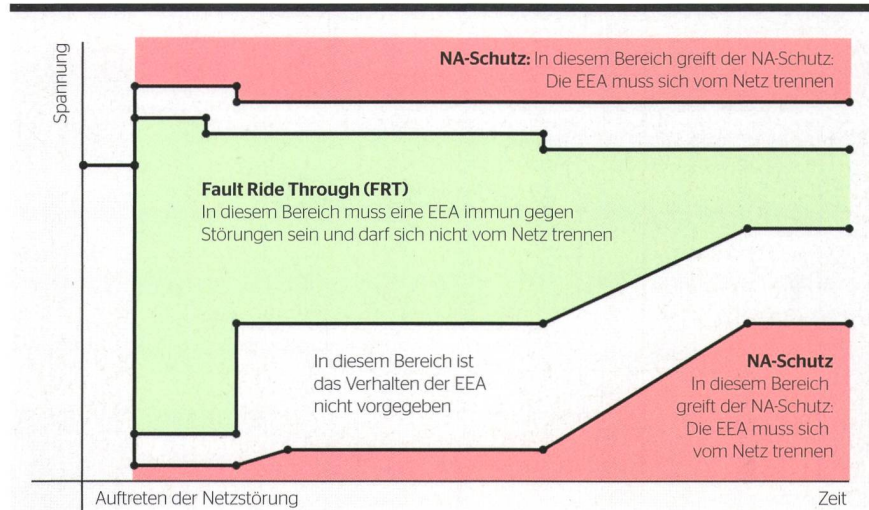 Spannung
NA-Schutz: In diesem Bereich greift der NA-Schutz:
Die EEA muss sich vom Netz trennen
Fault Ride Through (FRT)
In diesem Bereich muss eine EEA immun gegen
Störungen sein und darf sich nicht vom Netz trennen
In diesem Bereich ist
das Verhalten der EEA
nicht vorgegeben
NA-Schutz
In diesem Bereich
greift der NA-Schutz:
Die EEA muss sich
vom Netz trennen
Auftreten der Netzstörung
Zeit